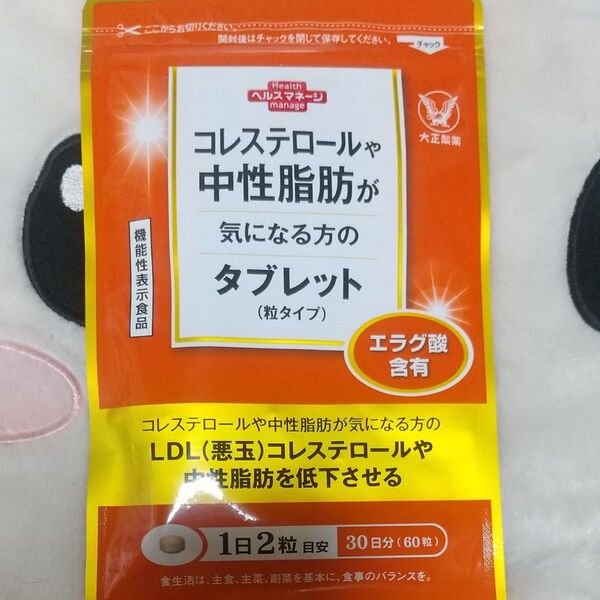 ここからお切りください。
開封後はチャックを閉じて保存してください。
チャック
Health
ヘルスマネージ
manage
大正製薬
コレステロールや
中性脂肪が
気になる方の
タブレット
(粒タイプ)
機能性表示食品
エラグ酸
含有
コレステロールや中性脂肪が気になる方の
LDL(悪玉)コレステロールや
中性脂肪を低下させる
1日2粒 目安
30日分(60粒)
食生活は、主食、主菜、副菜を基本に、食事のバランスを。